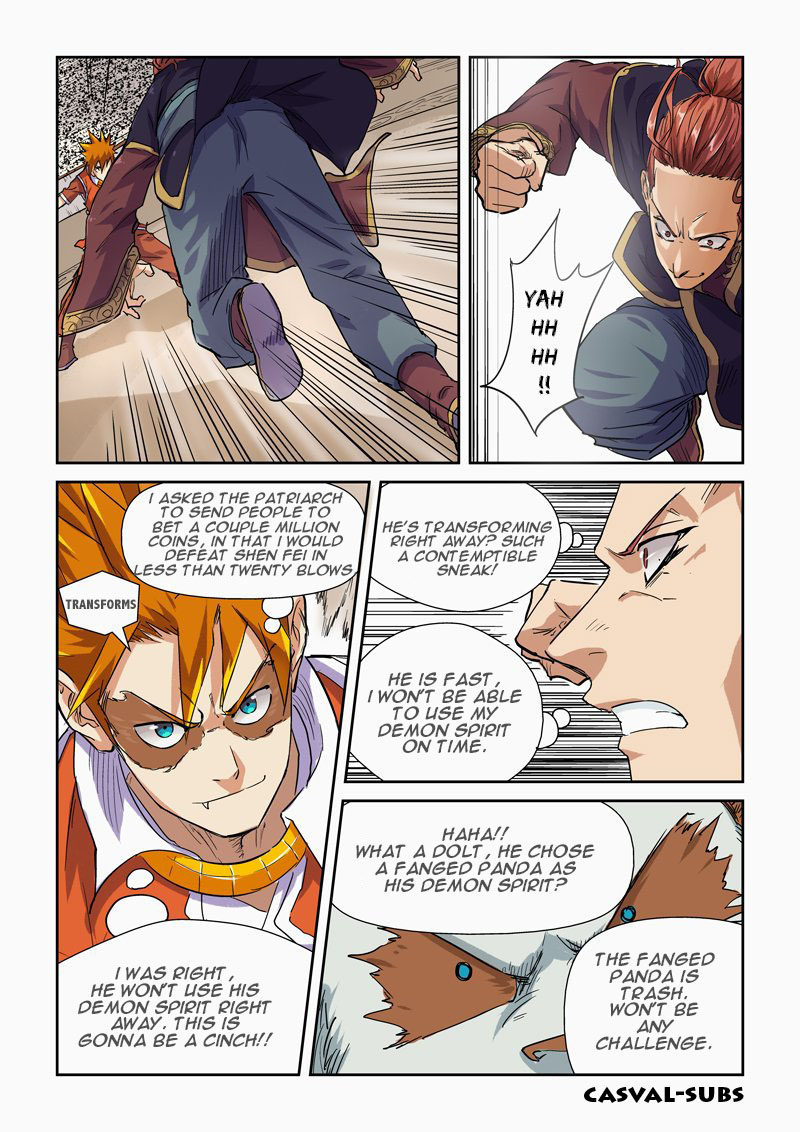 YAH
HH
HH
!!
I ASKED THE PATRIARCH
TO SEND PEOPLE TO
BET A COUPLE MILLION
COINS, IN THAT I WOULD
DEFEAT SHEN FEI IN
LESS THAN TWENTY BLOWS.
TRANSFORMS
I WAS RIGHT,
HE WON'T USE HIS
DEMON SPIRIT RIGHT
AWAY. THIS IS
GONNA BE A CINCH!!
HE'S TRANSFORMING
RIGHT AWAY? SUCH
A CONTEMPTIBLE
SNEAK!
HE IS FAST,
I WON'T BE ABLE
TO USE MY
DEMON SPIRIT
ON TIME.
HAHA!!
WHAT A DOLT, HE CHOSE
A FANGED PANDA AS
HIS DEMON SPIRIT?
THE FANGED
PANDA IS
TRASH.
WON'T BE
ANY
CHALLENGE.
CASVAL-SUBS